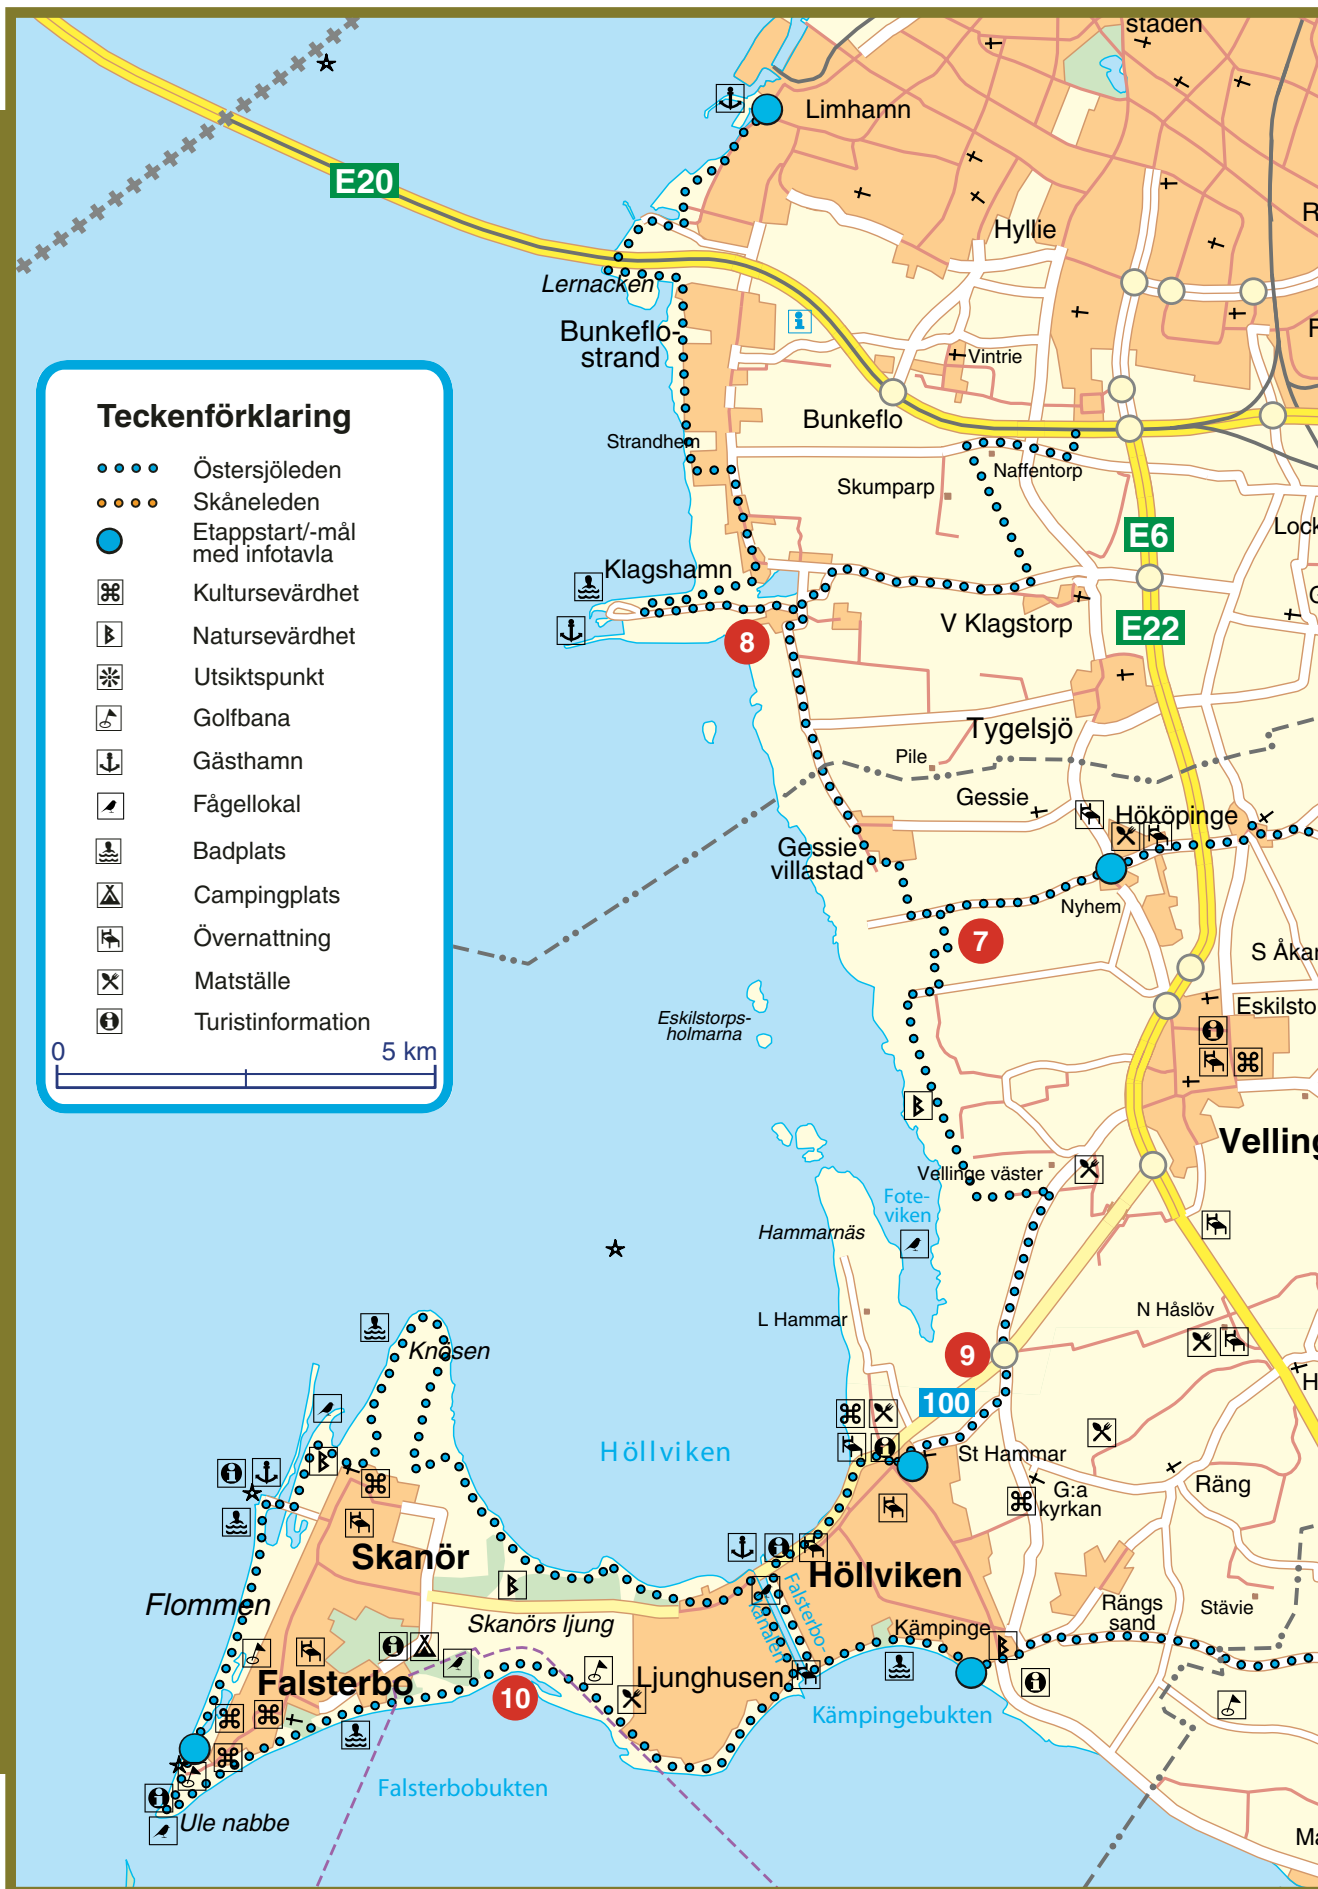 staden
Limhamn
E20
Hyllie
R
Lernacken
Bunkeflo-
strand
F
Vintrie
Bunkeflo
Strandhem
Naffentorp
Skumparp
Lock
E6
Klagshamn
G
V Klagstorp
E22
8
Tygelsjö
Pile
Gessie
Hököpinge
Gessie
villastad
Nyhem
7
S Åkar
Eskilstorps-
holmarna
Eskilsto
Velling
Vellinge väster
Fote-
viken
Hammarnäs
L Hammar
N Håslöv
9
H
100
Knösen
Höllviken
St Hammar
G:a
kyrkan
Räng
Skanör
Höllviken
Flommen
Skanörs ljung
Falsterbo-
kanalen
Kämpinge
Rängs
sand
Stävie
Falsterbo
Ljunghusen
10
Kämpingebukten
Falsterbobukten
Ule nabbe
Ma
Teckenförklaring
Östersjöleden
Skåneleden
Etappstart/-mål
med infotavla
Kultursevärdhet
Natursevärdhet
Utsiktspunkt
Golfbana
Gästhamn
Fågellokal
Badplats
Campingplats
Övernattning
Matställe
Turistinformation
0 5 km